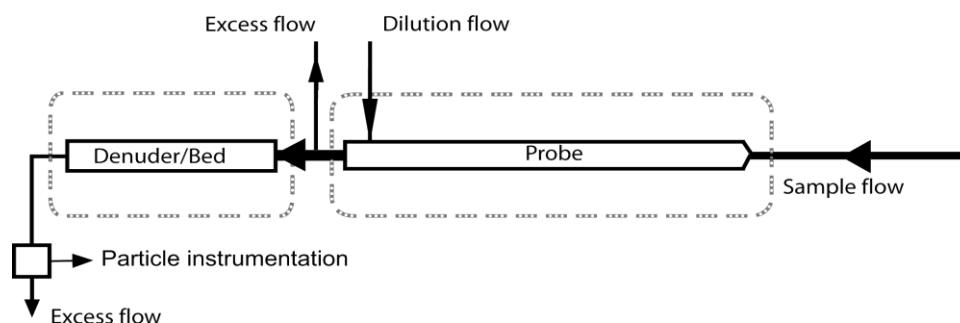 Excess flow
Dilution flow
Denuder/Bed
Probe
Sample flow
Particle instrumentation
Excess flow